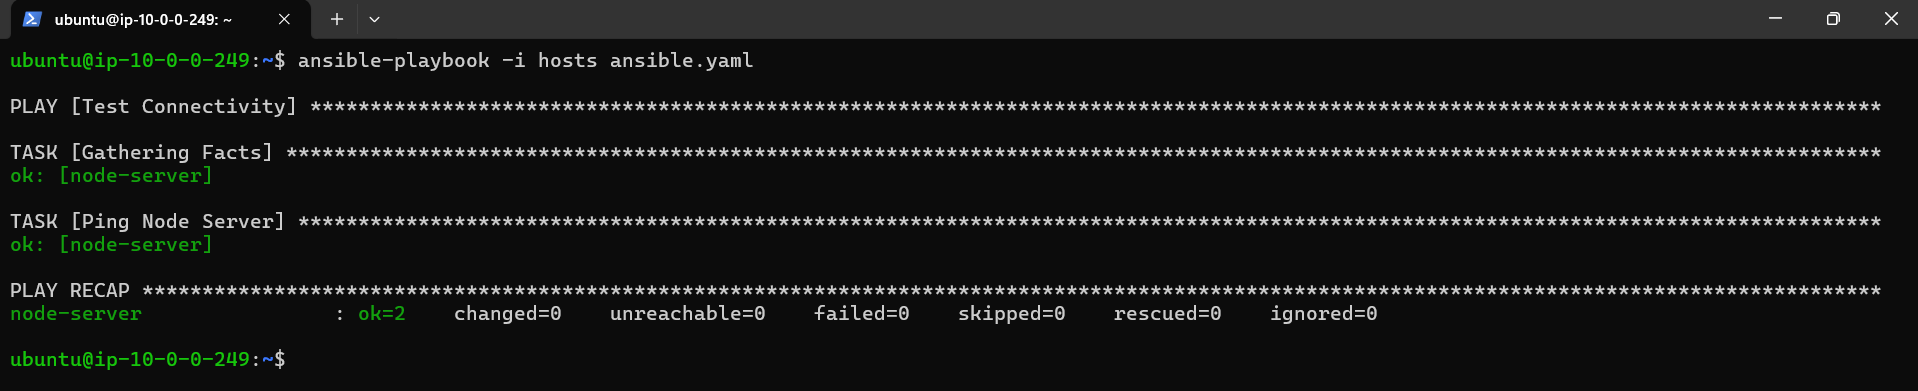 ubuntu@ip-10-0-0-249: ~
ubuntu@ip-10-0-0-249:~$ ansible-playbook -i hosts ansible.yaml
PLAY [Test Connectivity] ***********************************************************************************************************************************
TASK [Gathering Facts] *************************************************************************************************************************************
ok: [node-server]
TASK [Ping Node Server] ************************************************************************************************************************************
ok: [node-server]
PLAY RECAP *************************************************************************************************************************************************
node-server                : ok=2    changed=0    unreachable=0    failed=0    skipped=0    rescued=0    ignored=0
ubuntu@ip-10-0-0-249:~$